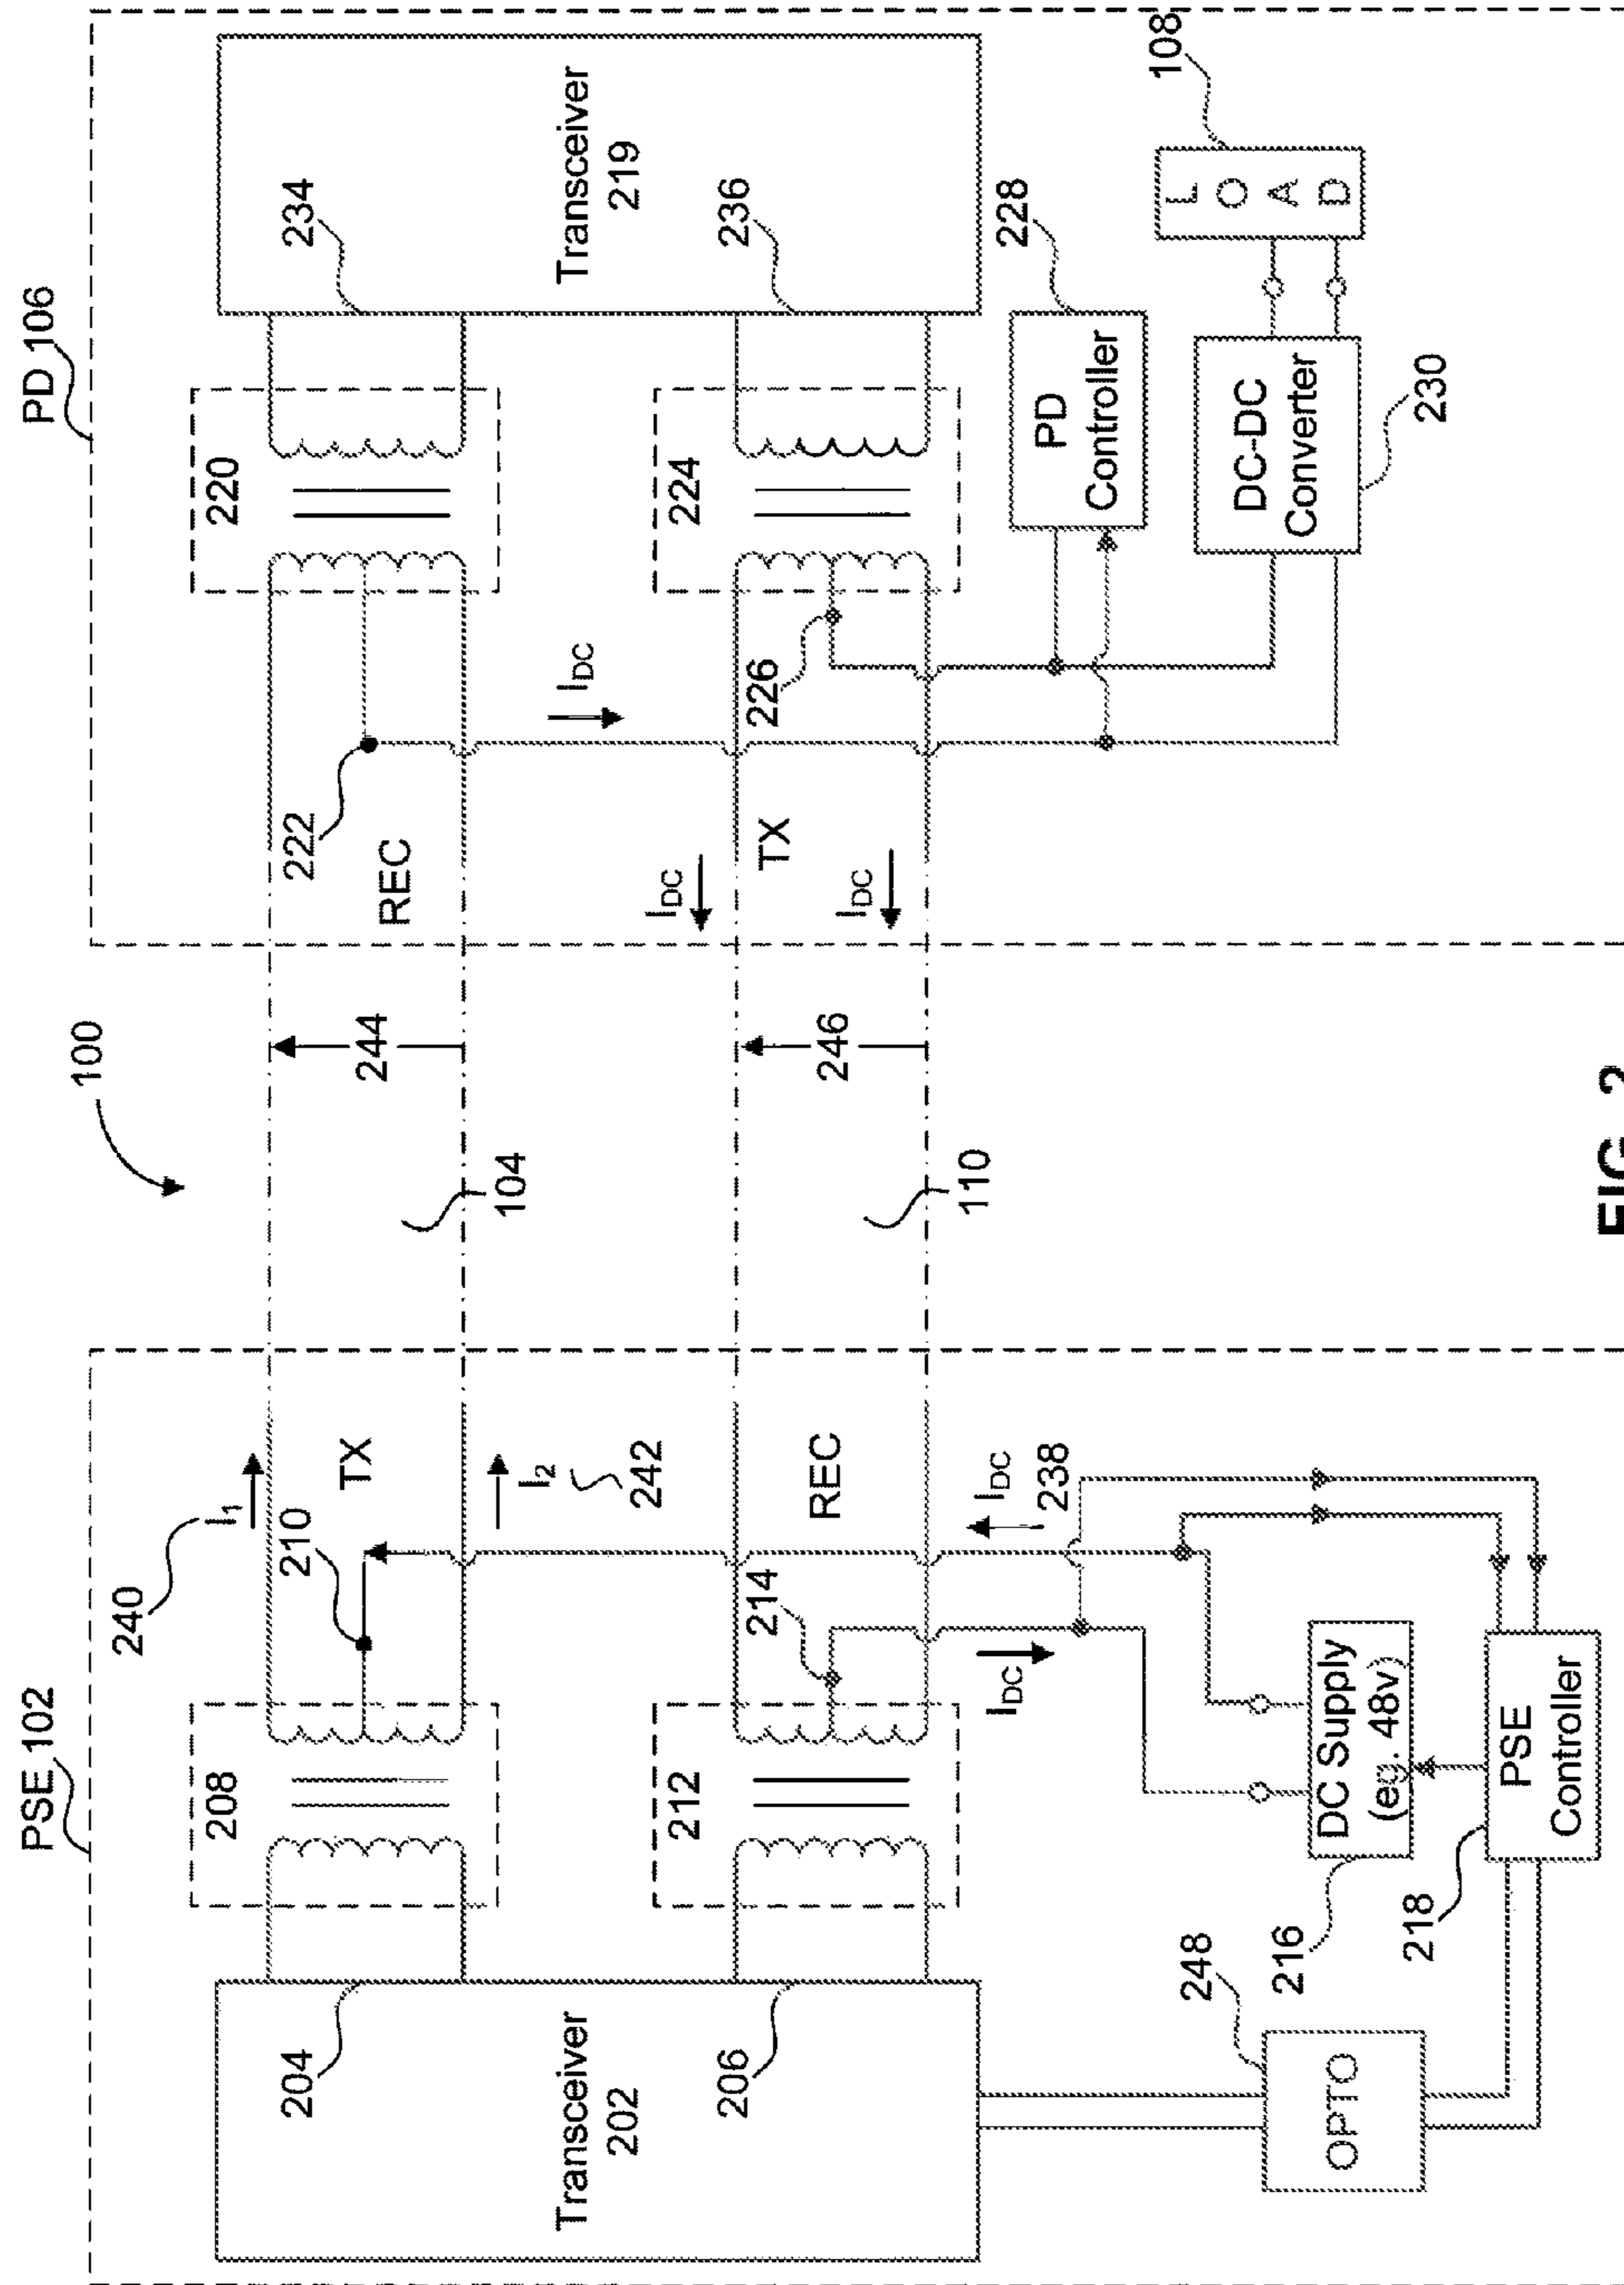 100
PSE 102
PD 106
240
I1
210
TX
I2
242
208
204
Transceiver
202
206
212
214
REC
IDC
IDC
238
DC Supply
(eg. 48v)
216
PSE
Controller
218
248
OPTO
244
104
246
110
222
REC
220
234
Transceiver
219
IDC
IDC
TX
IDC
226
224
236
PD
Controller
228
DC-DC
Converter
230
LOAD
108
FIG. 2